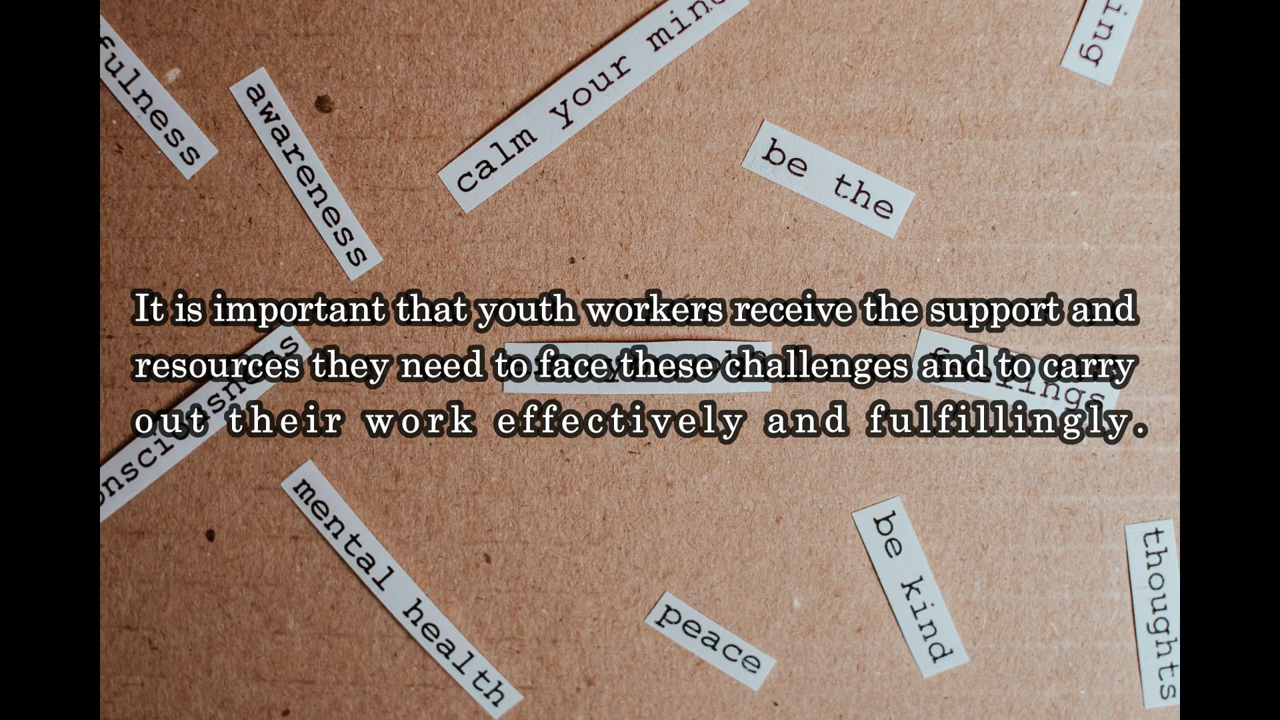 fulness
awareness
calm your min
be the
ing
It is important that youth workers receive the support and
resources they need to face these challenges and to carry
out their work effectively and fulfillingly.
mental health
peace
be kind
thoughts